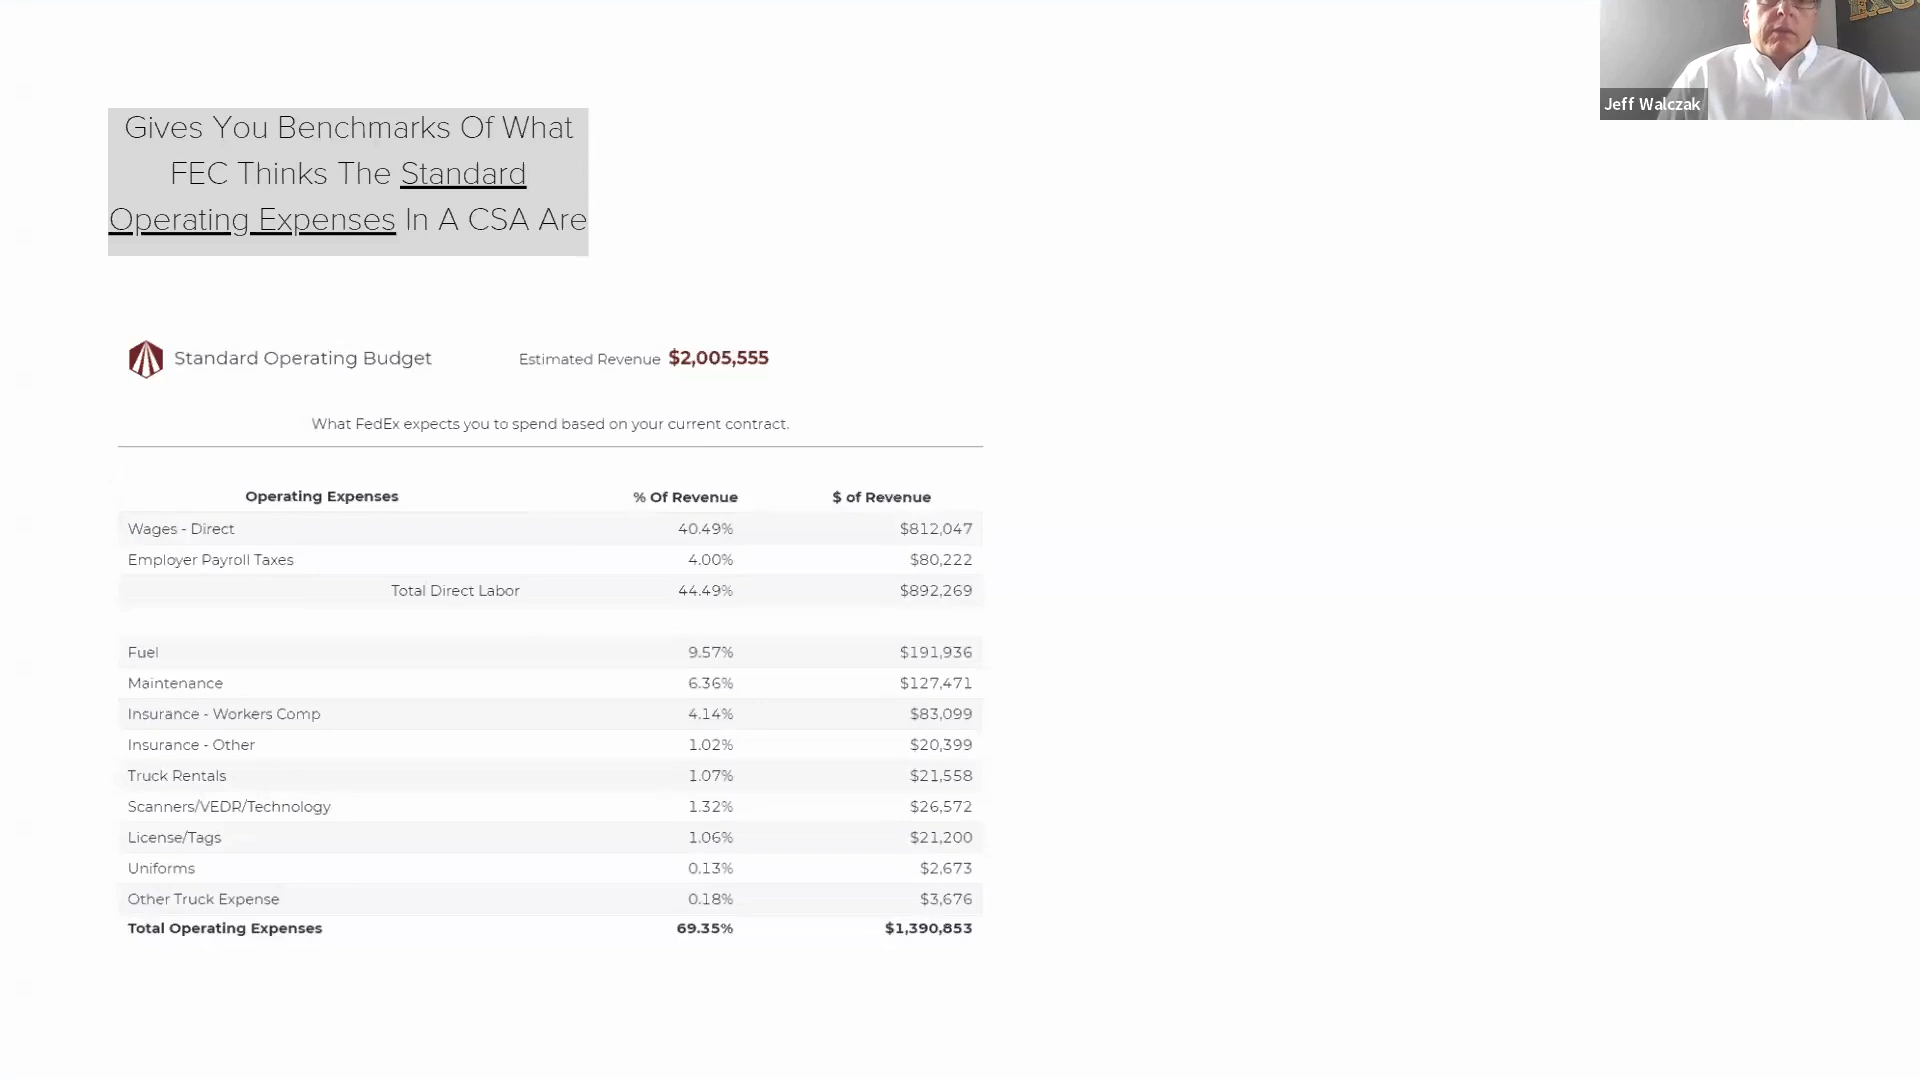 Gives You Benchmarks Of What
FEC Thinks The Standard
Operating Expenses In A CSA Are
Jeff Walczak
Standard Operating Budget Estimated Revenue $2,005,555
What FedEx expects you to spend based on your current contract.
Operating Expenses % Of Revenue $ of Revenue
Wages - Direct 40.49% $812,047
Employer Payroll Taxes 4.00% $80,222
Total Direct Labor 44.49% $892,269
Fuel 9.57% $191,936
Maintenance 6.36% $127,471
Insurance - Workers Comp 4.14% $83,099
Insurance - Other 1.02% $20,399
Truck Rentals 1.07% $21,558
Scanners/VEDR/Technology 1.32% $26,572
License/Tags 1.06% $21,200
Uniforms 0.13% $2,673
Other Truck Expense 0.18% $3,676
Total Operating Expenses 69.35% $1,390,853